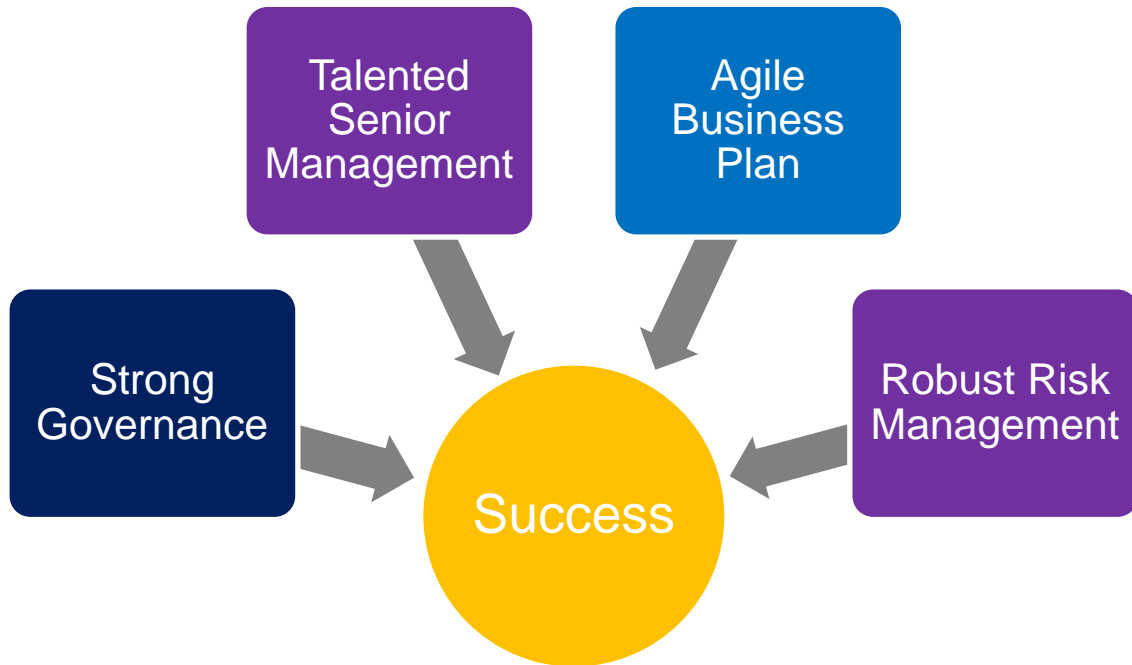 Talented
Senior
Management
Agile
Business
Plan
Strong
Governance
Robust Risk
Management
Success